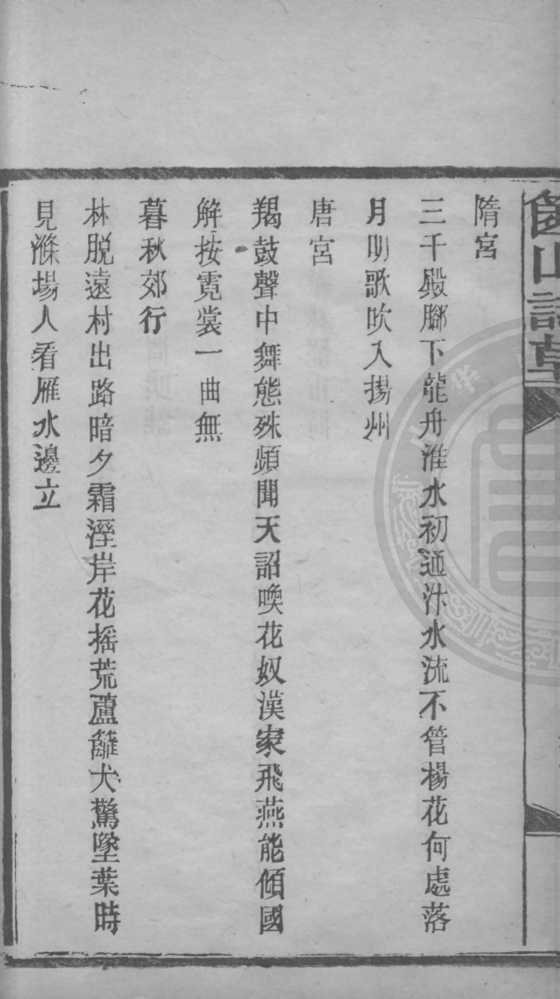 隋宮
三千殿腳下龍舟淮水初通汴水流不管楊花何處落
月明歌吹入揚州
唐宮
羯鼓聲中舞態殊頻聞天詔喚花奴漢家飛燕能傾國
解按霓裳一曲無
暮秋郊行
林脫遠村出路暗夕霜溼岸花搖荒蘆籬犬驚墜葉時
見滌場人看雁水邊立